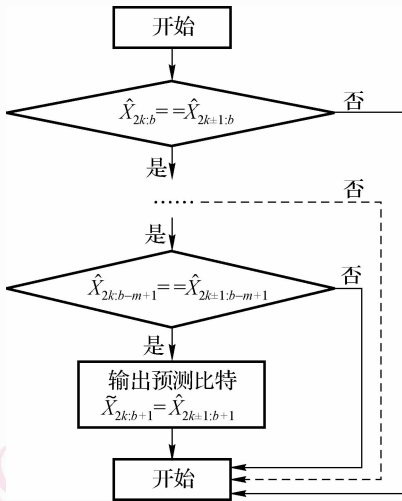 开始
X̂₂ₖ:b==X̂₂ₖ±₁:b
否
是
······
否
是
X̂₂ₖ:b−m+1==X̂₂ₖ±₁:b−m+1
否
是
输出预测比特
X̃₂ₖ:b+1=X̂₂ₖ±₁:b+1
开始